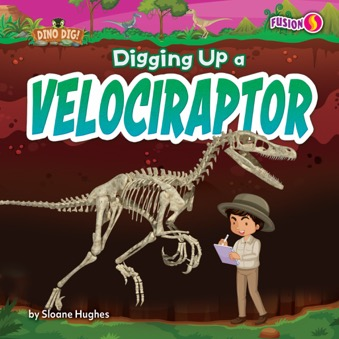 DINO DIG!
FUSION S
Digging Up a
VELOCIRAPTOR
by Sloane Hughes